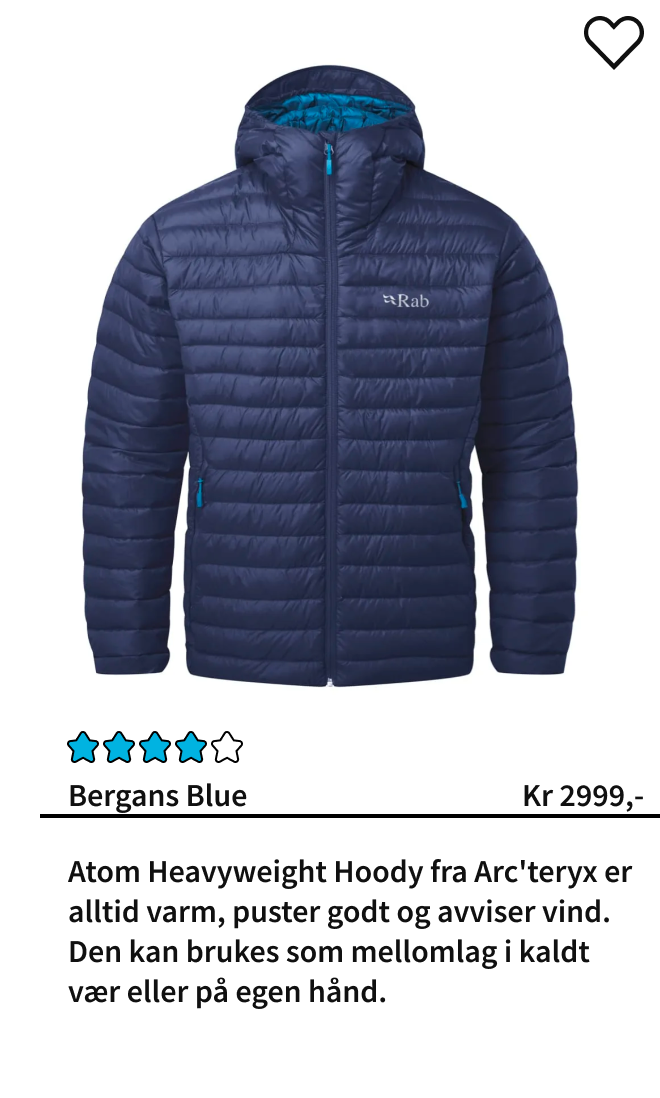 Rab
Bergans Blue
Kr 2999,-
Atom Heavyweight Hoody fra Arc'teryx er
alltid varm, puster godt og avviser vind.
Den kan brukes som mellomlag i kaldt
vær eller på egen hånd.